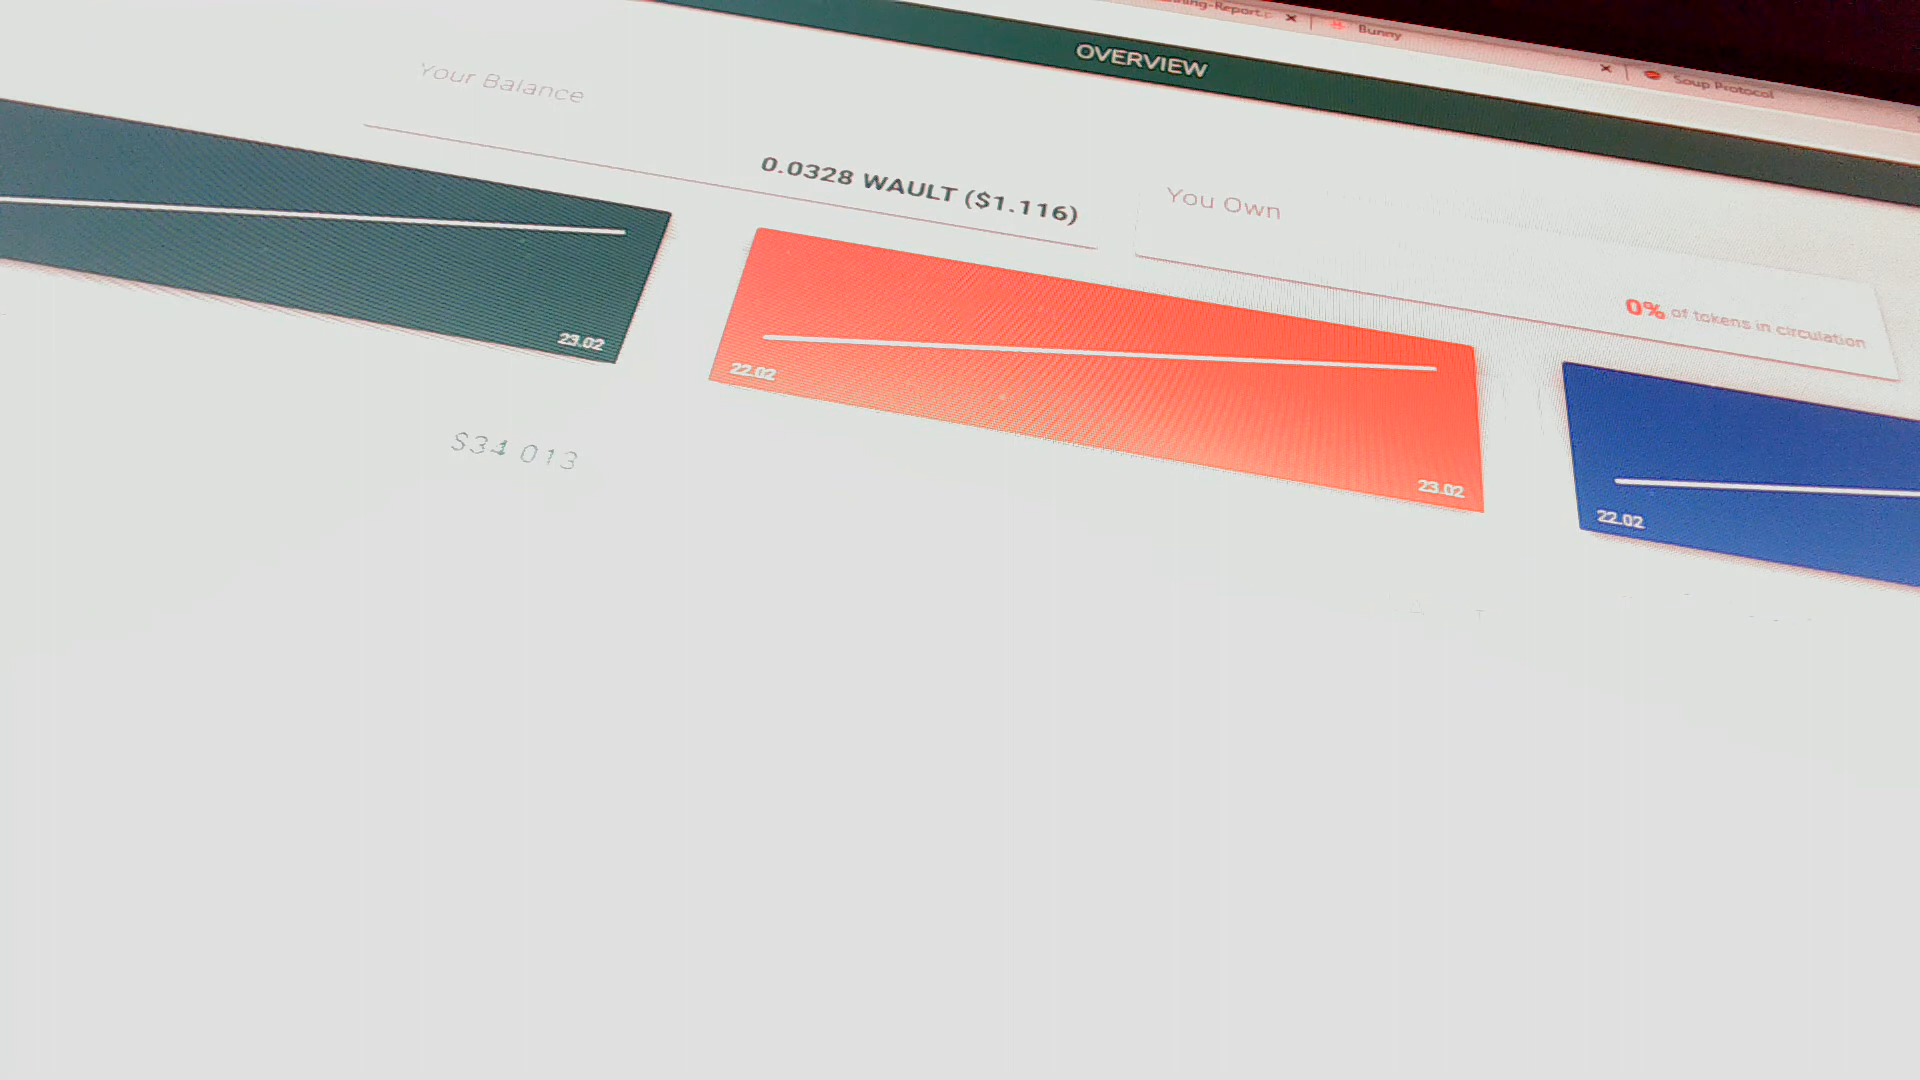 Bunny
Soup Protocol
OVERVIEW
Your Balance
0.0328 WAULT ($1.116)
You Own
0% of tokens in circulation
23.02
22.02
23.02
22.02
$34 013